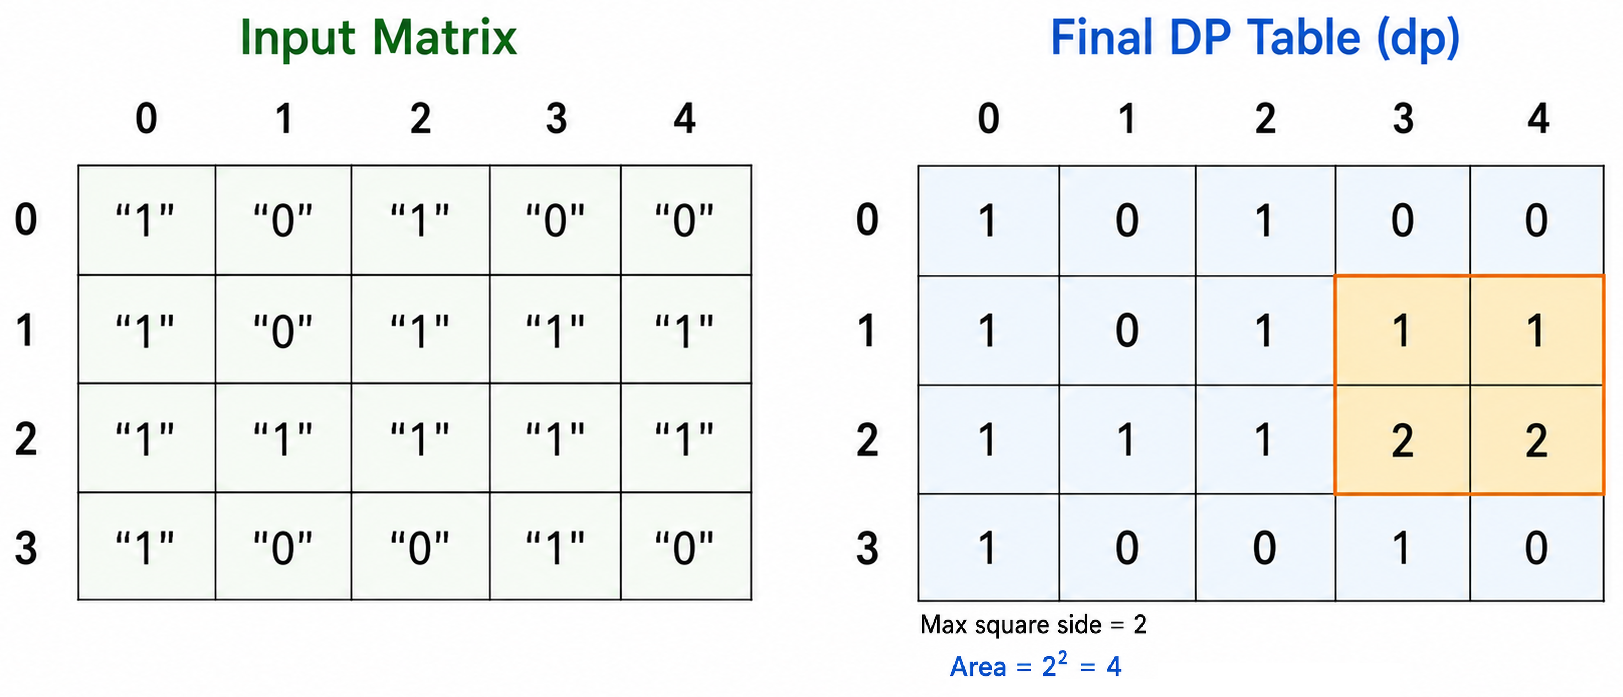 Input Matrix
0 1 2 3 4
0 “1” “0” “1” “0” “0”
1 “1” “0” “1” “1” “1”
2 “1” “1” “1” “1” “1”
3 “1” “0” “0” “1” “0”
Final DP Table (dp)
0 1 2 3 4
0 1 0 1 0 0
1 1 0 1 1 1
2 1 1 1 2 2
3 1 0 0 1 0
Max square side = 2
Area = 2² = 4